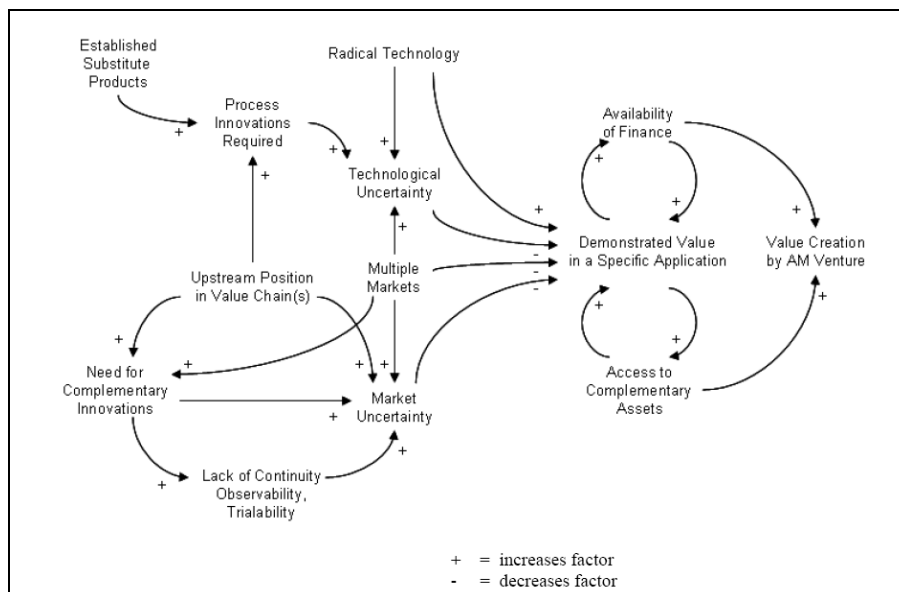 Established
Substitute
Products
Radical Technology
Process
Innovations
Required
Availability
of Finance
+
+
+
+
+
+
Technological
Uncertainty
+
+
+
+
Demonstrated Value
in a Specific Application
Value Creation
by AM Venture
-
-
-
Upstream Position
in Value Chain(s)
Multiple
Markets
+
+
+
+
+
+
+
Need for
Complementary
Innovations
Market
Uncertainty
Access to
Complementary
Assets
+
+
+
Lack of Continuity
Observability,
Trialability
+ = increases factor
- = decreases factor